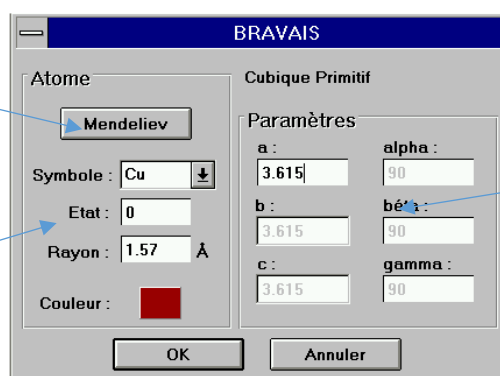 BRAVAIS
Atome
Mendeliev
Symbole : Cu
Etat : 0
Rayon : 1.57 Å
Couleur :
Cubique Primitif
Paramètres
a : alpha :
3.615 90
b : béta :
3.615 90
c : gamma :
3.615 90
OK Annuler